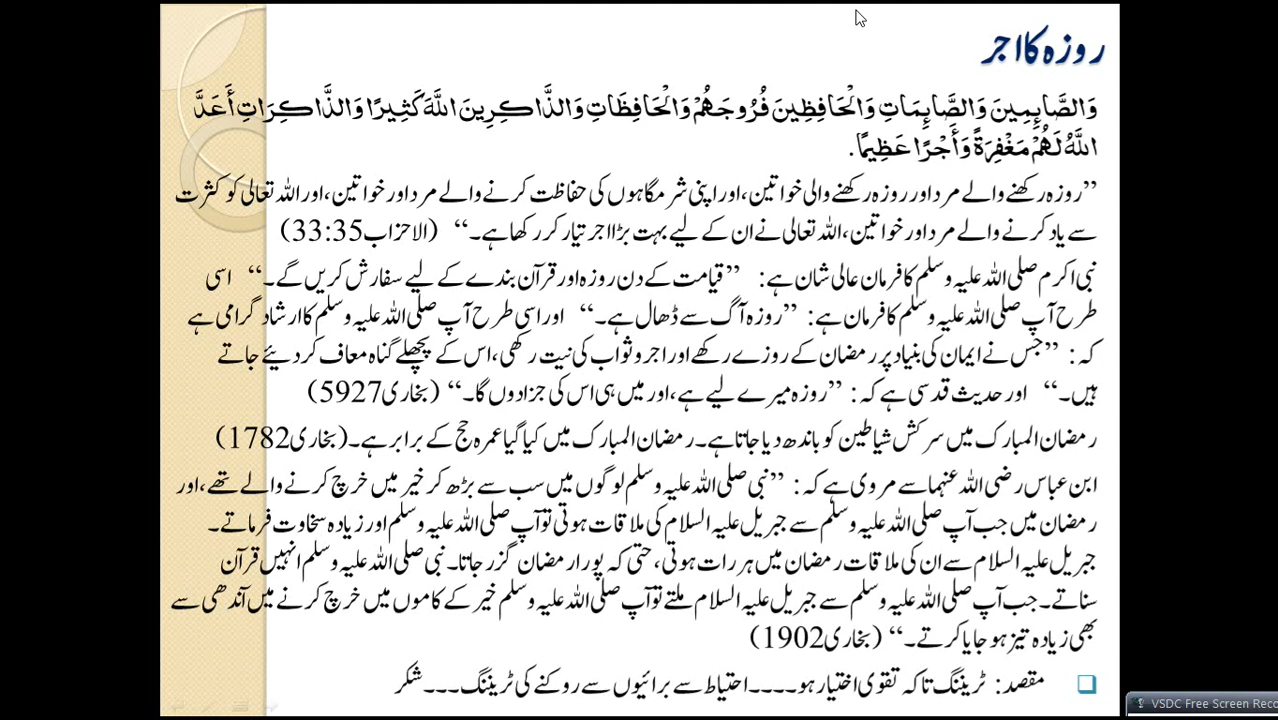 روزہ کا اجر
وَالصَّائِمِينَ وَالصَّائِمَاتِ وَالْحَافِظِينَ فُرُوجَهُمْ وَالْحَافِظَاتِ وَالذَّاكِرِينَ اللَّهَ كَثِيرًا وَالذَّاكِرَاتِ أَعَدَّ
اللَّهُ لَهُمْ مَغْفِرَةً وَأَجْرًا عَظِيمًا.
’’روزہ رکھنے والے مرد اور روزہ رکھنے والی خواتین، اور اپنی شرمگاہوں کی حفاظت کرنے والے مرد اور خواتین، اور اللہ تعالی کو کثرت
سے یاد کرنے والے مرد اور خواتین، اللہ تعالی نے ان کے لیے بہت بڑا اجر تیار کر رکھا ہے۔‘‘ (الاحزاب33:35)
نبی اکرم صلی اللہ علیہ وسلم کا فرمان عالی شان ہے: ’’قیامت کے دن روزہ اور قرآن بندے کے لیے سفارش کریں گے۔‘‘ اسی
طرح آپ صلی اللہ علیہ وسلم کا فرمان ہے: ’’روزہ آگ سے ڈھال ہے۔‘‘ اور اسی طرح آپ صلی اللہ علیہ وسلم کا ارشاد گرامی ہے
کہ: ’’جس نے ایمان کی بنیاد پر رمضان کے روزے رکھے اور اجر و ثواب کی نیت رکھی، اس کے پچھلے گناہ معاف کر دیئے جاتے
ہیں۔‘‘ اور حدیث قدسی ہے کہ: ’’روزہ میرے لیے ہے، اور میں ہی اس کی جزا دوں گا۔‘‘ (بخاری5927)
رمضان المبارک میں سرکش شیاطین کو باندھ دیا جاتا ہے۔ رمضان المبارک میں کیا گیا عمرہ حج کے برابر ہے۔ (بخاری1782)
ابن عباس رضی اللہ عنہما سے مروی ہے کہ: ’’نبی صلی اللہ علیہ وسلم لوگوں میں سب سے بڑھ کر خیر میں خرچ کرنے والے تھے، اور
رمضان میں جب آپ صلی اللہ علیہ وسلم سے جبریل علیہ السلام کی ملاقات ہوتی تو آپ صلی اللہ علیہ وسلم اور زیادہ سخاوت فرماتے۔
جبریل علیہ السلام سے ان کی ملاقات رمضان میں ہر رات ہوتی، حتی کہ پورا رمضان گزر جاتا۔ نبی صلی اللہ علیہ وسلم انہیں قرآن
سناتے۔ جب آپ صلی اللہ علیہ وسلم سے جبریل علیہ السلام ملتے تو آپ صلی اللہ علیہ وسلم خیر کے کاموں میں خرچ کرنے میں آندھی سے
بھی زیادہ تیز ہو جایا کرتے۔‘‘ (بخاری1902)
مقصد: ٹریننگ تاکہ تقوی اختیار ہو۔۔۔۔ احتیاط سے برائیوں سے روکنے کی ٹریننگ۔۔۔ شکر
VSDC Free Screen Reco